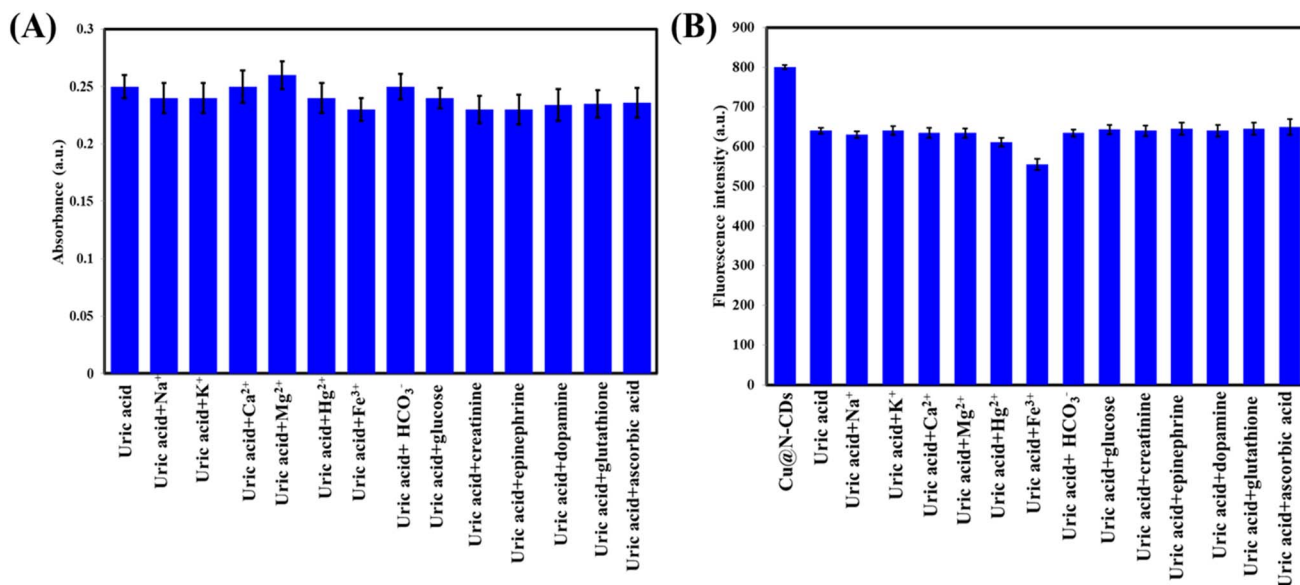 (A)
Absorbance (a.u.)
0.3
0.25
0.2
0.15
0.1
0.05
0
Uric acid
Uric acid+Na⁺
Uric acid+K⁺
Uric acid+Ca²⁺
Uric acid+Mg²⁺
Uric acid+Hg²⁺
Uric acid+Fe³⁺
Uric acid+ HCO₃⁻
Uric acid+glucose
Uric acid+creatinine
Uric acid+epinephrine
Uric acid+dopamine
Uric acid+glutathione
Uric acid+ascorbic acid
(B)
Fluorescence intensity (a.u.)
900
800
700
600
500
400
300
200
100
0
Cu@N-CDs
Uric acid
Uric acid+Na⁺
Uric acid+K⁺
Uric acid+Ca²⁺
Uric acid+Mg²⁺
Uric acid+Hg²⁺
Uric acid+Fe³⁺
Uric acid+ HCO₃⁻
Uric acid+glucose
Uric acid+creatinine
Uric acid+epinephrine
Uric acid+dopamine
Uric acid+glutathione
Uric acid+ascorbic acid